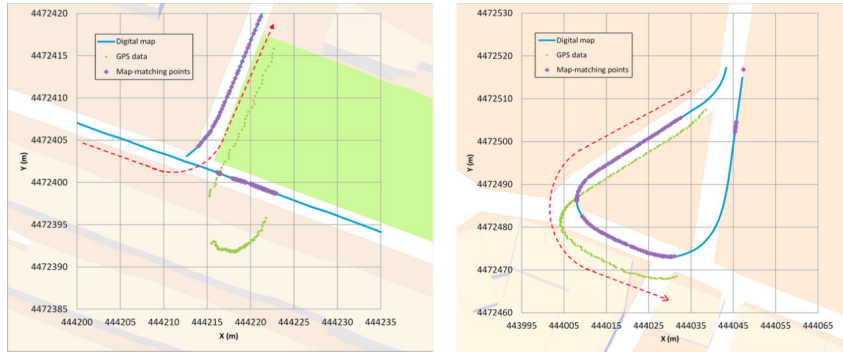 4472420
4472415
4472410
4472405
4472400
4472395
4472390
4472385
Y (m)
Digital map
GPS data
Map-matching points
444200 444205 444210 444215 444220 444225 444230 444235
X (m)
4472530
4472520
4472510
4472500
4472490
4472480
4472470
4472460
Y (m)
Digital map
GPS data
Map-matching points
443995 444005 444015 444025 444035 444045 444055 444065
X (m)